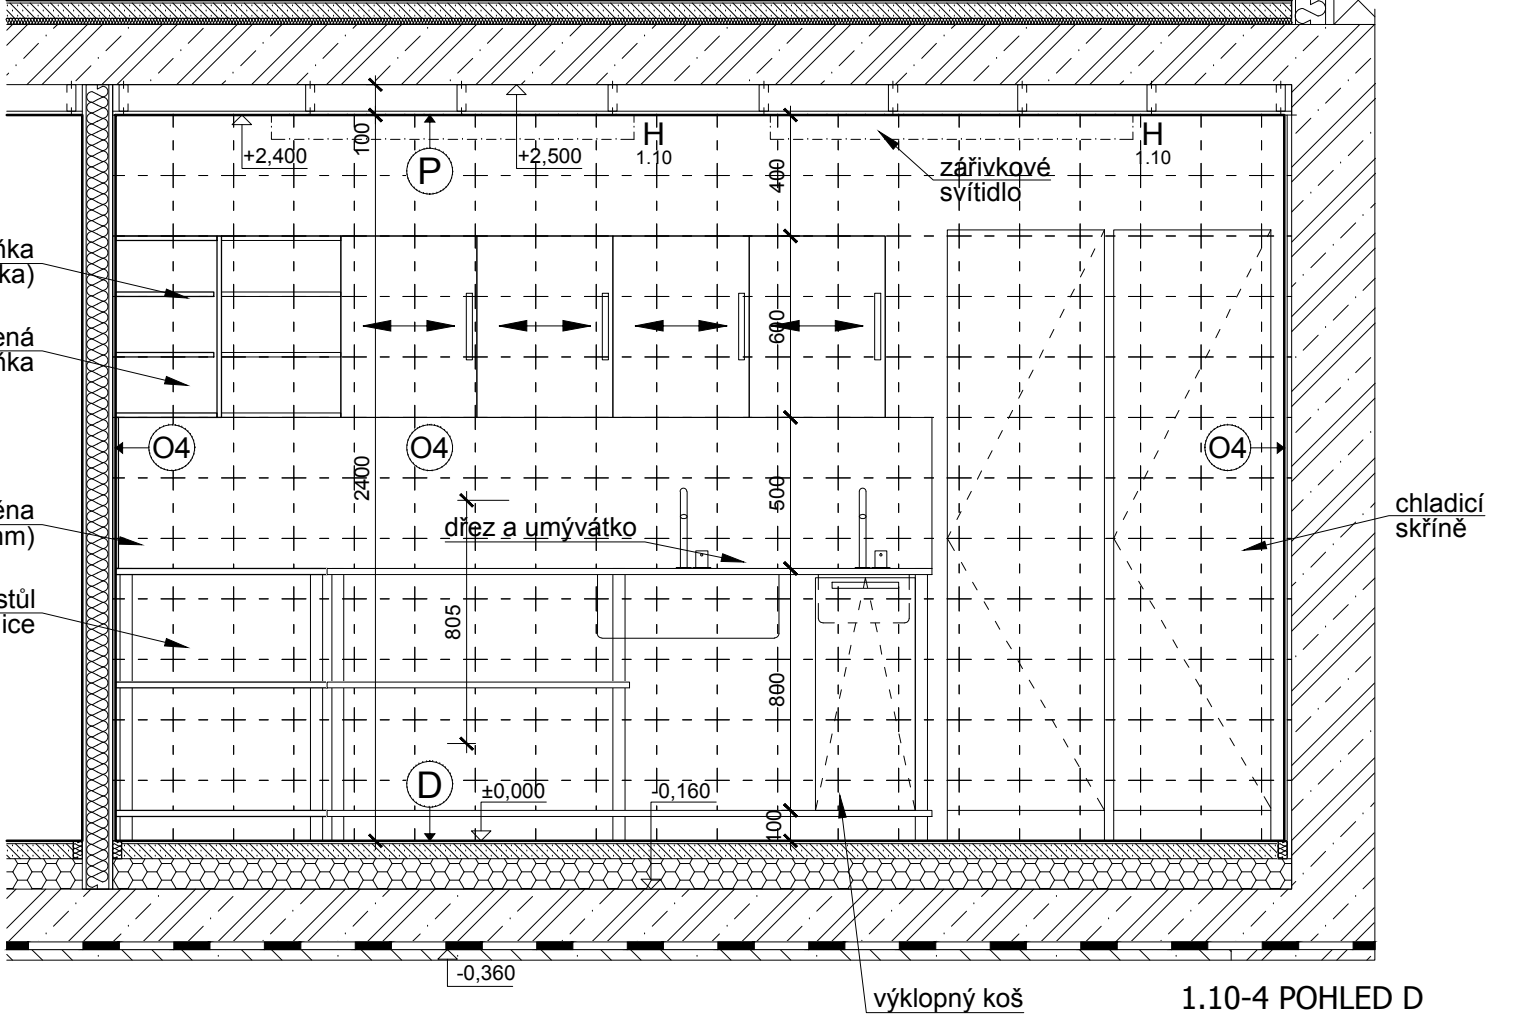 +2,400
100
P
+2,500
H
1.10
400
zářivkové
svítidlo
H
1.10
ňka
ka)
ená
ňka
600
O4
O4
O4
2400
500
ěna
nm)
dřez a umývátko
chladicí
skříně
stůl
ice
805
800
D
±0,000
-0,160
100
-0,360
výklopný koš
1.10-4 POHLED D